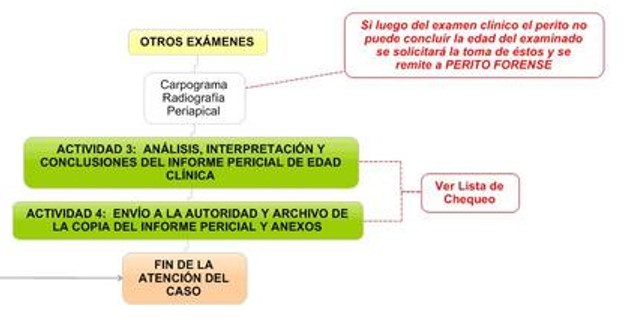 OTROS EXÁMENES
Si luego del examen clínico el perito no
puede concluir la edad del examinado
se solicitará la toma de éstos y se
remite a PERITO FORENSE
Carpograma
Radiografía
Periapical
ACTIVIDAD 3: ANÁLISIS, INTERPRETACIÓN Y
CONCLUSIONES DEL INFORME PERICIAL DE EDAD
CLÍNICA
Ver Lista de
Chequeo
ACTIVIDAD 4: ENVÍO A LA AUTORIDAD Y ARCHIVO DE
LA COPIA DEL INFORME PERICIAL Y ANEXOS
FIN DE LA
ATENCIÓN DEL
CASO